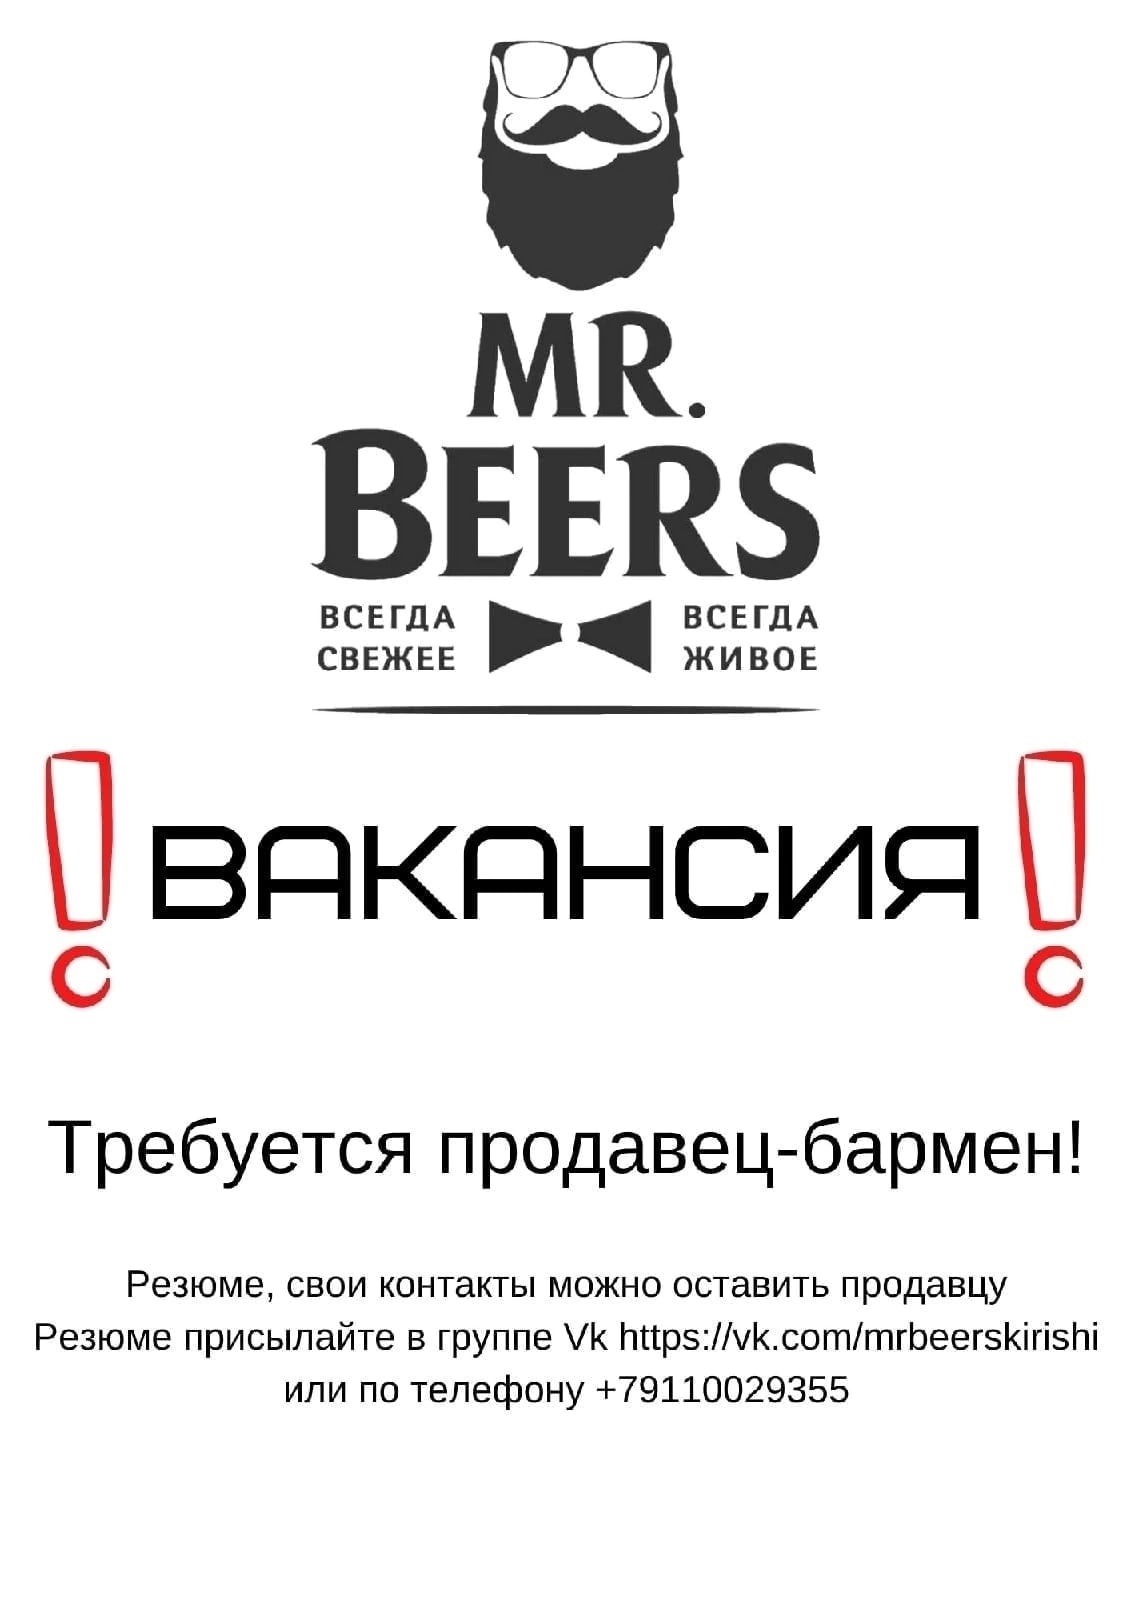 MR.
BEERS
ВСЕГДА СВЕЖЕЕ
ВСЕГДА ЖИВОЕ
! ВАКАНСИЯ !
Требуется продавец-бармен!
Резюме, свои контакты можно оставить продавцу
Резюме присылайте в группе Vk https://vk.com/mrbeerskirishi
или по телефону +79110029355